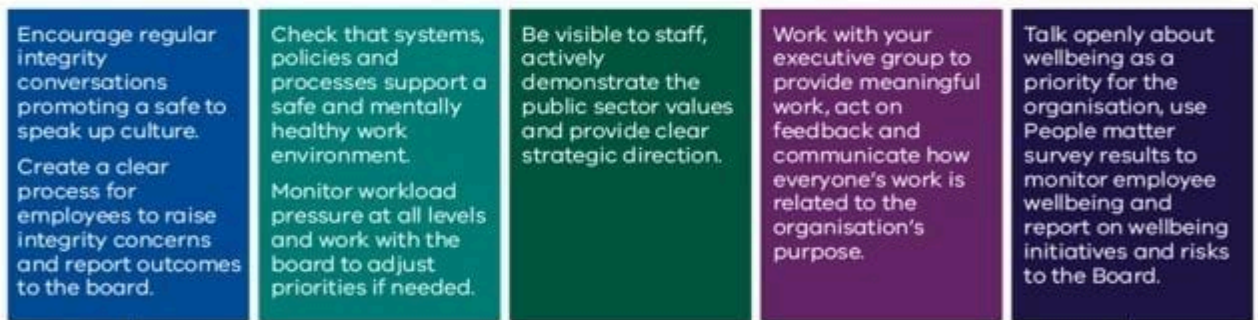 Encourage regular
integrity
conversations
promoting a safe to
speak up culture.
Create a clear
process for
employees to raise
integrity concerns
and report outcomes
to the board.
Check that systems,
policies and
processes support a
safe and mentally
healthy work
environment.
Monitor workload
pressure at all levels
and work with the
board to adjust
priorities if needed.
Be visible to staff,
actively
demonstrate the
public sector values
and provide clear
strategic direction.
Work with your
executive group to
provide meaningful
work, act on
feedback and
communicate how
everyone's work is
related to the
organisation's
purpose.
Talk openly about
wellbeing as a
priority for the
organisation, use
People matter
survey results to
monitor employee
wellbeing and
report on wellbeing
initiatives and risks
to the Board.